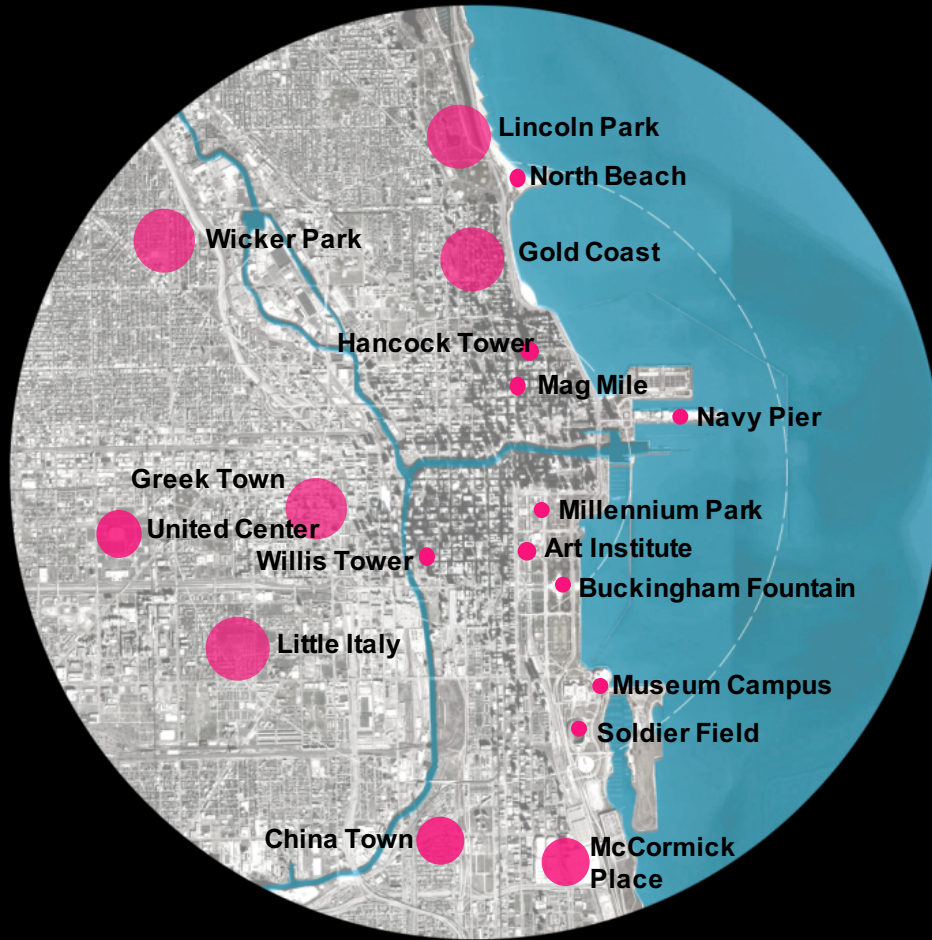 Lincoln Park
North Beach
Wicker Park
Gold Coast
Hancock Tower
Mag Mile
Navy Pier
Greek Town
Millennium Park
United Center
Art Institute
Willis Tower
Buckingham Fountain
Little Italy
Museum Campus
Soldier Field
China Town
McCormick
Place